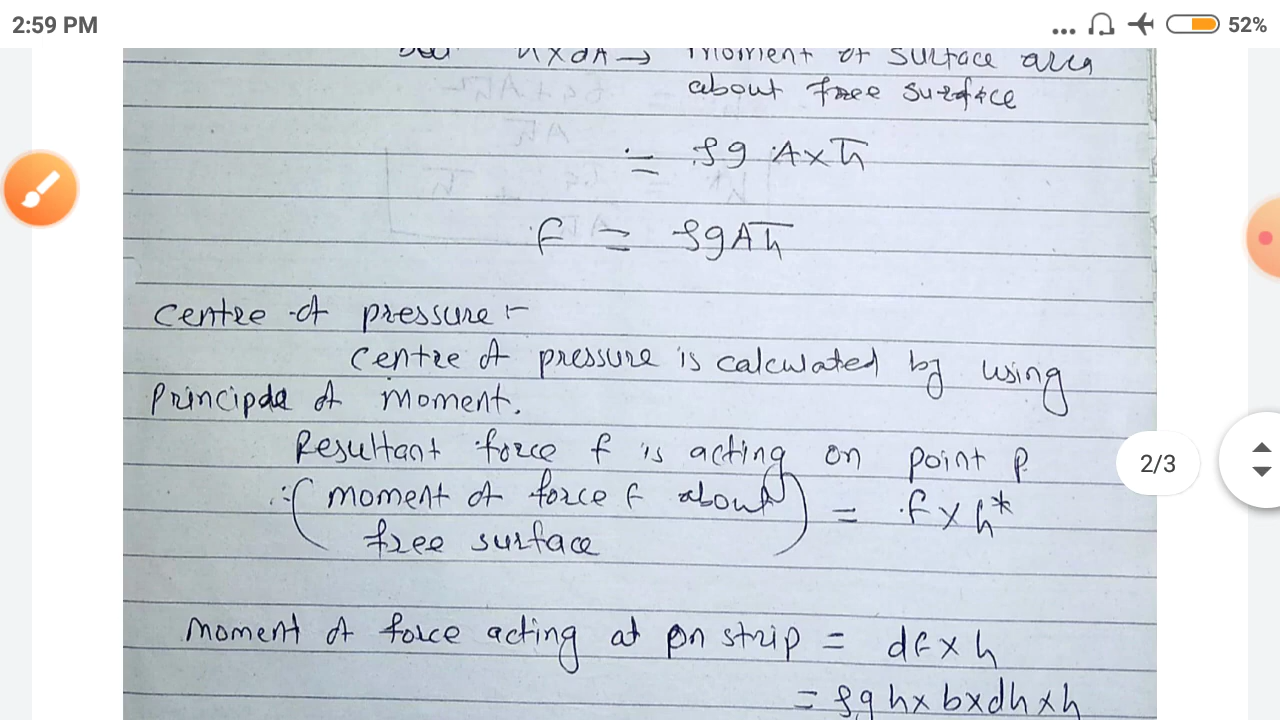 2:59 PM
... 52%
h x dA → moment of surface area
about free surface
= ρg A x h̄
F = ρgAh̄
Centre of pressure :-
Centre of pressure is calculated by using
Principle of moment.
Resultant force F is acting on point P.
∴ ( moment of force F about free surface ) = F x h*
2/3
moment of force acting at on strip = dF x h
= ρg h x b x dh x h